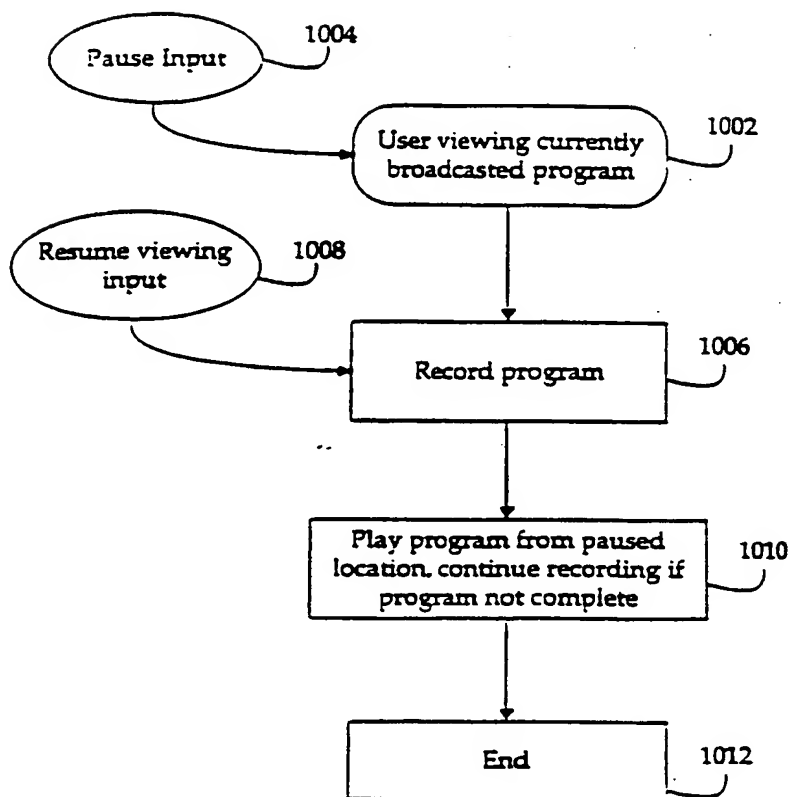 Pause Input
1004
User viewing currently
broadcasted program
1002
Resume viewing
input
1008
Record program
1006
Play program from paused
location, continue recording if
program not complete
1010
End
1012